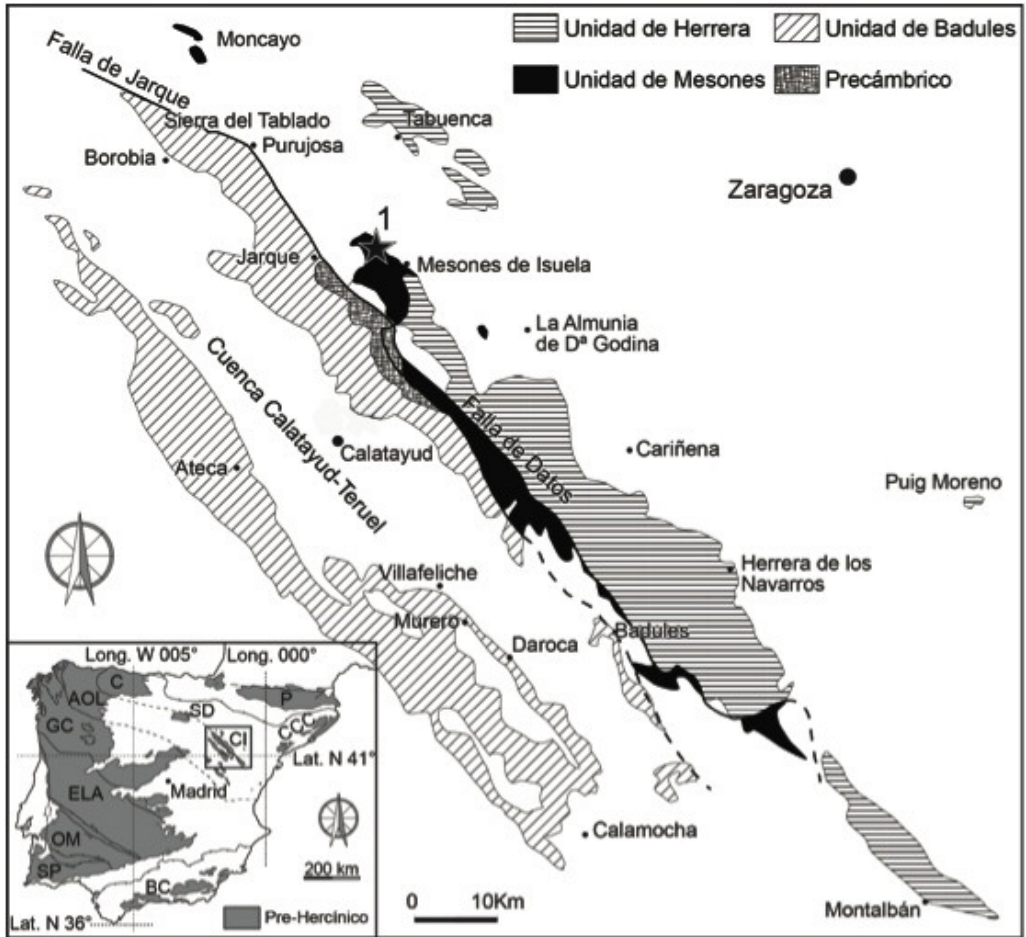 Moncayo
Unidad de Herrera
Unidad de Badules
Unidad de Mesones
Precámbrico
Falla de Jarque
Sierra del Tablado
Tabuenca
Borobia
Purujosa
Zaragoza
1
Jarque
Mesones de Isuela
La Almunia
de Dª Godina
Cuenca Calatayud-Teruel
Falla de Datos
Calatayud
Cariñena
Ateca
Puig Moreno
Villafeliche
Herrera de los
Navarros
Murero
Daroca
Badules
Long. W 005°
Long. 000°
C
AOL
P
GC
SD
CCC
CI
Lat. N 41°
Madrid
ELA
OM
200 km
SP
BC
Lat. N 36°
Pre-Hercínico
Calamocha
0
10Km
Montalbán